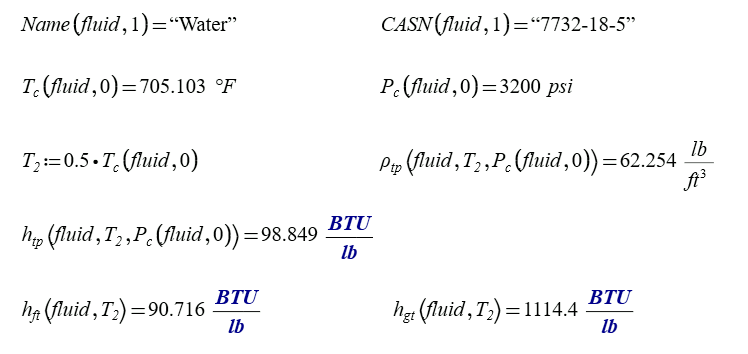 Name(fluid,1)=“Water” CASN(fluid,1)=“7732-18-5”
T_c(fluid,0)=705.103 °F P_c(fluid,0)=3200 psi
T_2:=0.5•T_c(fluid,0) ρ_tp(fluid,T_2,P_c(fluid,0))=62.254 lb/ft³
h_tp(fluid,T_2,P_c(fluid,0))=98.849 BTU/lb
h_ft(fluid,T_2)=90.716 BTU/lb h_gt(fluid,T_2)=1114.4 BTU/lb